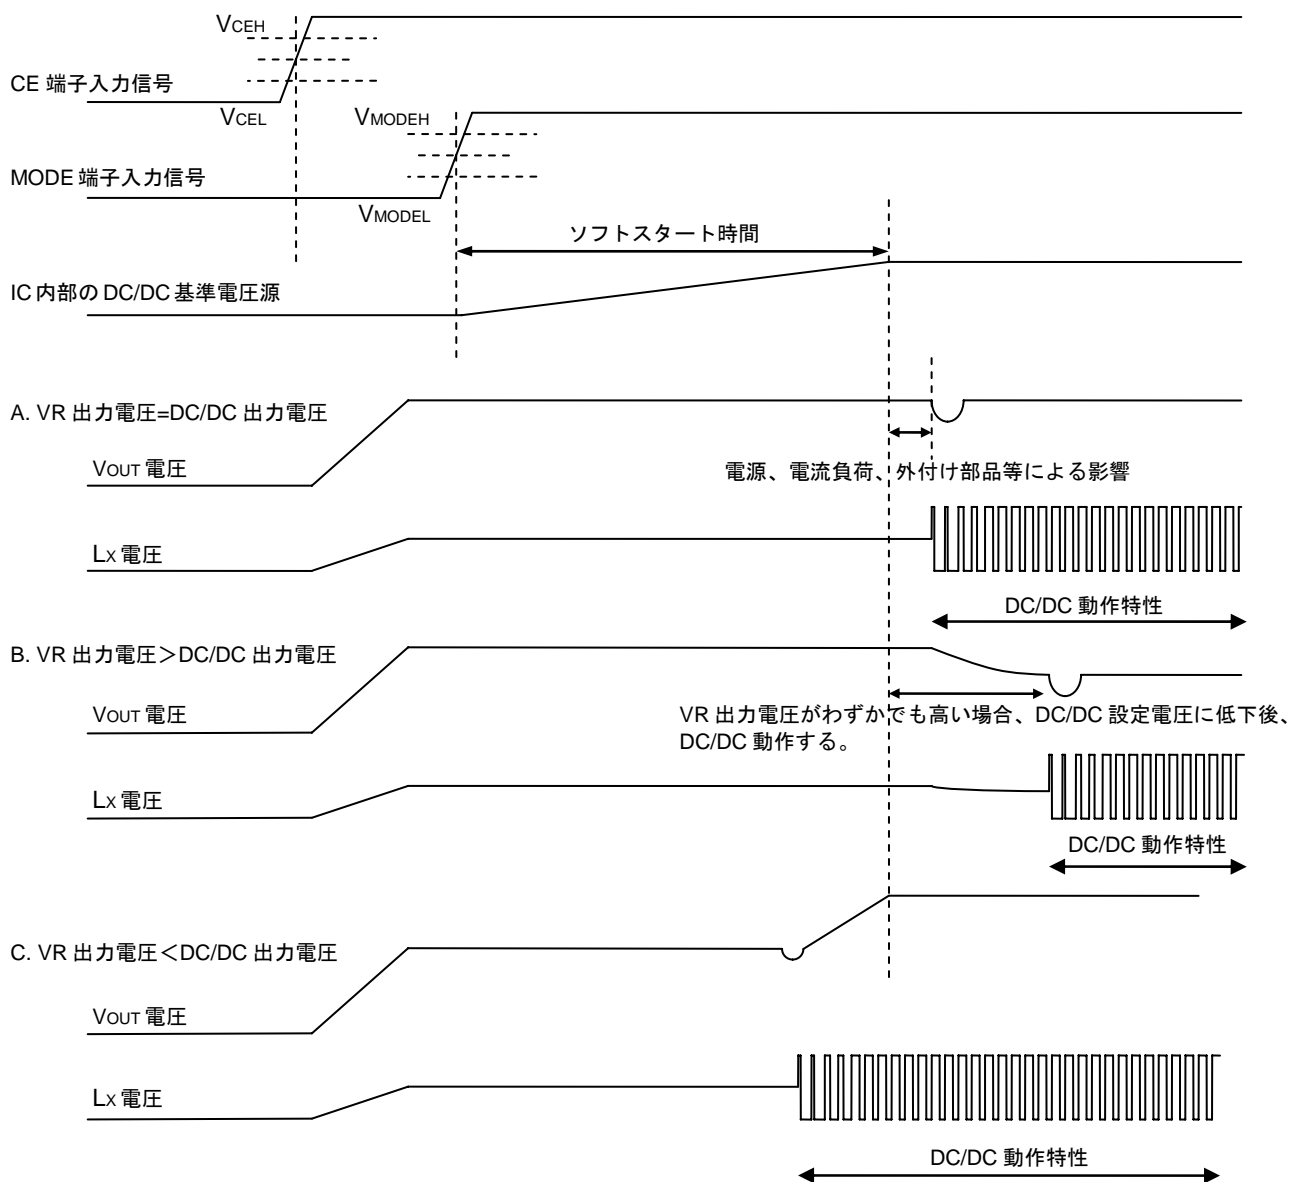 VCEH
CE 端子入力信号
VCEL
VMODEH
MODE 端子入力信号
VMODEL
ソフトスタート時間
IC 内部の DC/DC 基準電圧源
A. VR 出力電圧=DC/DC 出力電圧
VOUT 電圧
電源、電流負荷、外付け部品等による影響
LX 電圧
DC/DC 動作特性
B. VR 出力電圧＞DC/DC 出力電圧
VOUT 電圧
VR 出力電圧がわずかでも高い場合、DC/DC 設定電圧に低下後、
DC/DC 動作する。
LX 電圧
DC/DC 動作特性
C. VR 出力電圧＜DC/DC 出力電圧
VOUT 電圧
LX 電圧
DC/DC 動作特性